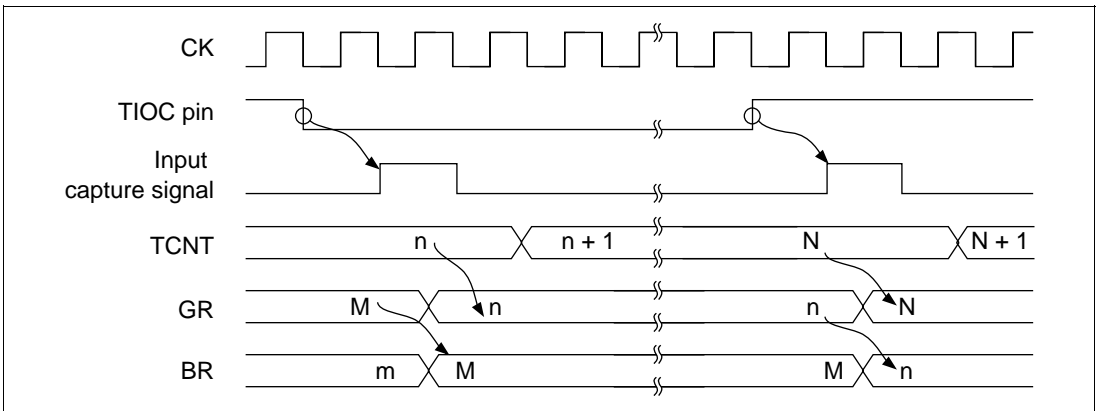 CK
TIOC pin
Input
capture signal
TCNT n n + 1 N N + 1
GR M n n N
BR m M M n